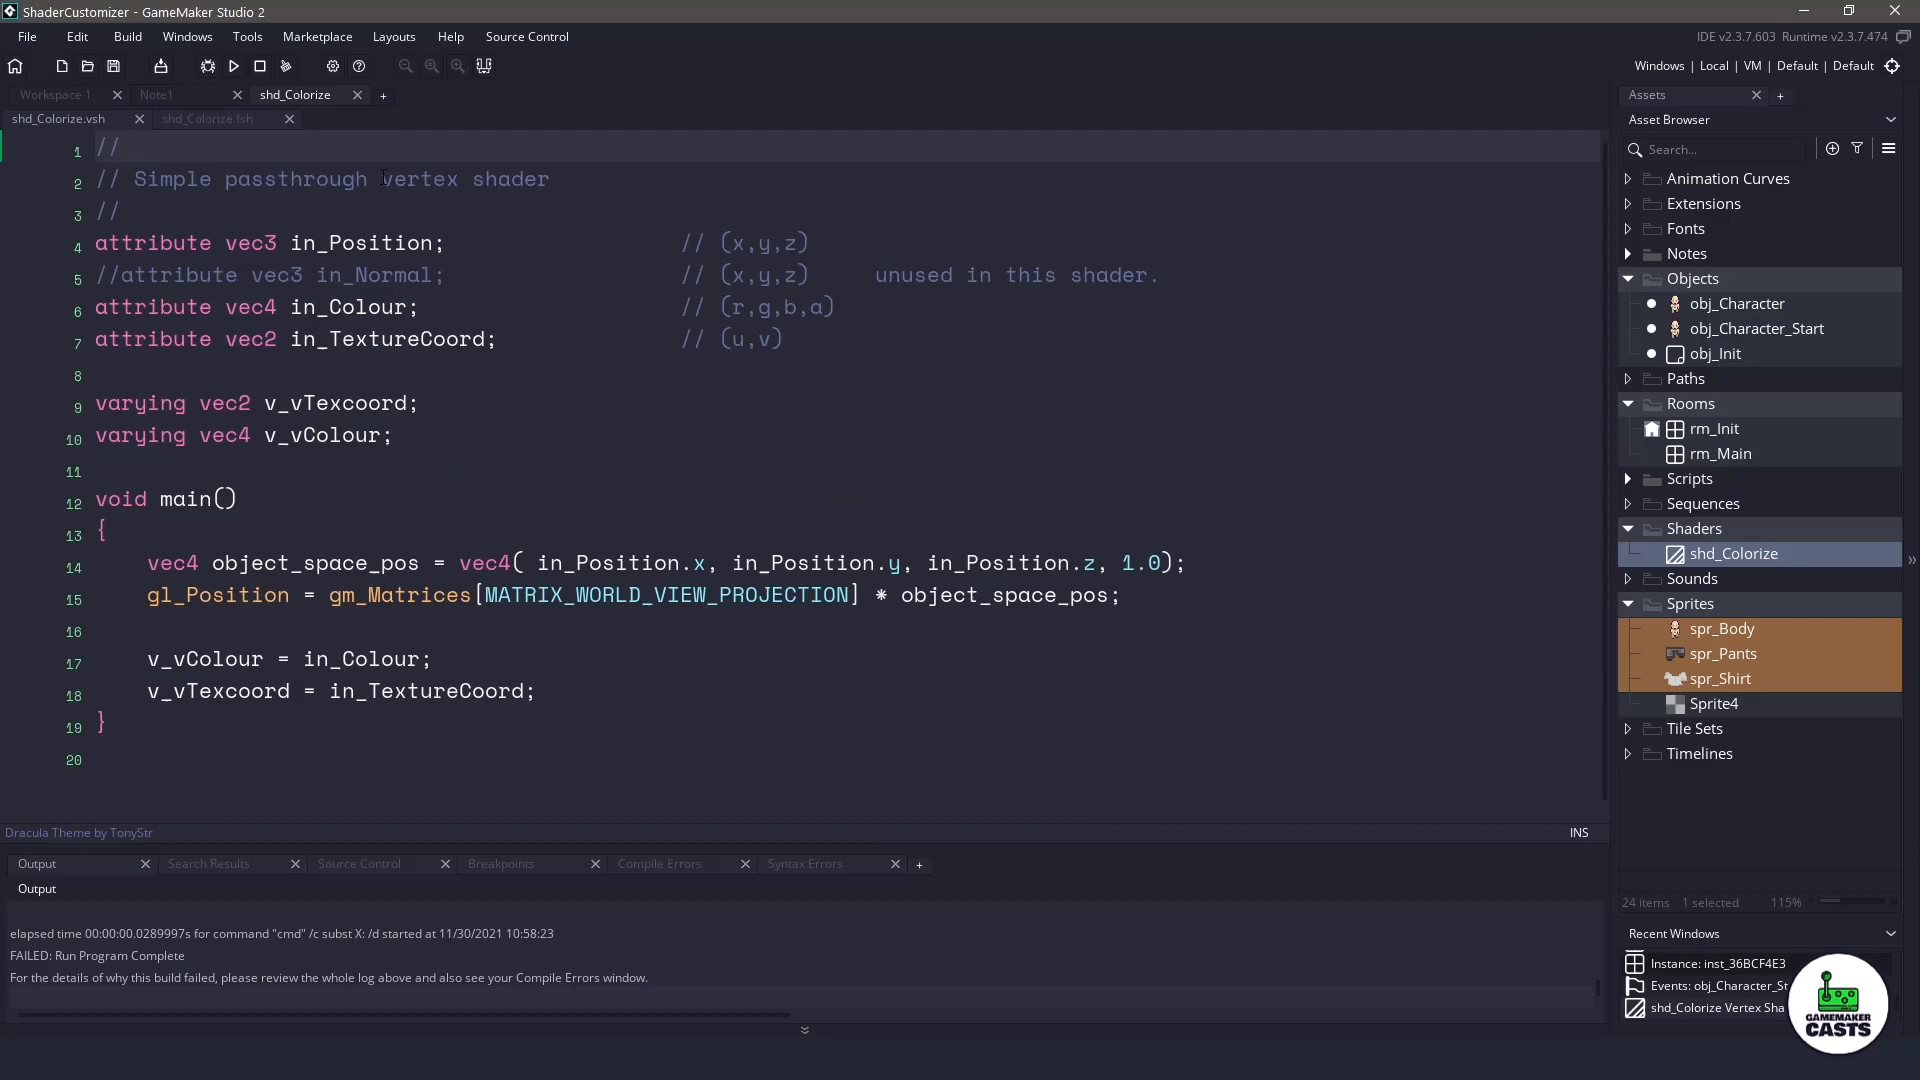 ShaderCustomizer - GameMaker Studio 2
File Edit Build Windows Tools Marketplace Layouts Help Source Control
IDE v2.3.7.603 Runtime v2.3.7.474
Windows | Local | VM | Default | Default
Workspace 1 Note1 shd_Colorize +
shd_Colorize.vsh shd_Colorize.fsh
1 //
2 // Simple passthrough vertex shader
3 //
4 attribute vec3 in_Position; // (x,y,z)
5 //attribute vec3 in_Normal; // (x,y,z) unused in this shader.
6 attribute vec4 in_Colour; // (r,g,b,a)
7 attribute vec2 in_TextureCoord; // (u,v)
8
9 varying vec2 v_vTexcoord;
10 varying vec4 v_vColour;
11
12 void main()
13 {
14 vec4 object_space_pos = vec4( in_Position.x, in_Position.y, in_Position.z, 1.0);
15 gl_Position = gm_Matrices[MATRIX_WORLD_VIEW_PROJECTION] * object_space_pos;
16
17 v_vColour = in_Colour;
18 v_vTexcoord = in_TextureCoord;
19 }
20
Dracula Theme by TonyStr
INS
Output Search Results Source Control Breakpoints Compile Errors Syntax Errors +
Output
elapsed time 00:00:00.0289997s for command "cmd" /c subst X: /d started at 11/30/2021 10:58:23
FAILED: Run Program Complete
For the details of why this build failed, please review the whole log above and also see your Compile Errors window.
Assets +
Asset Browser
Search...
Animation Curves
Extensions
Fonts
Notes
Objects
obj_Character
obj_Character_Start
obj_Init
Paths
Rooms
rm_Init
rm_Main
Scripts
Sequences
Shaders
shd_Colorize
Sounds
Sprites
spr_Body
spr_Pants
spr_Shirt
Sprite4
Tile Sets
Timelines
24 items 1 selected 115%
Recent Windows
Instance: inst_36BCF4E3
Events: obj_Character_St
shd_Colorize Vertex Sha
GAMEMAKER
CASTS